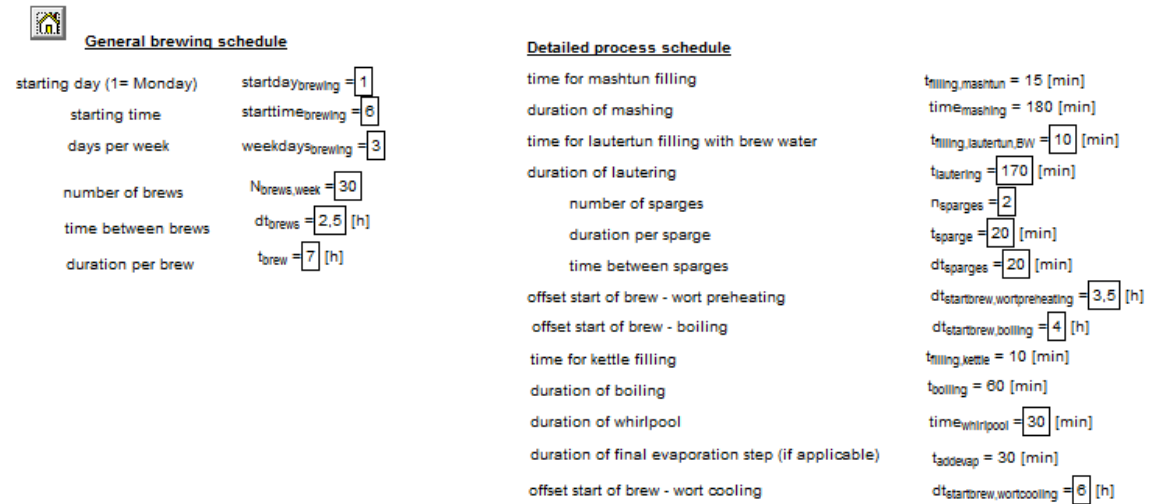 General brewing schedule
starting day (1= Monday) startday_brewing = 1
starting time starttime_brewing = 6
days per week weekdays_brewing = 3
number of brews N_brews,week = 30
time between brews dt_brews = 2,5 [h]
duration per brew t_brew = 7 [h]
Detailed process schedule
time for mashtun filling t_filling,mashtun = 15 [min]
duration of mashing time_mashing = 180 [min]
time for lautertun filling with brew water t_filling,lautertun,BW = 10 [min]
duration of lautering t_lautering = 170 [min]
number of sparges n_sparges = 2
duration per sparge t_sparge = 20 [min]
time between sparges dt_sparges = 20 [min]
offset start of brew - wort preheating dt_startbrew,wortpreheating = 3,5 [h]
offset start of brew - boiling dt_startbrew,boiling = 4 [h]
time for kettle filling t_filling,kettle = 10 [min]
duration of boiling t_boiling = 60 [min]
duration of whirlpool time_whirlpool = 30 [min]
duration of final evaporation step (if applicable) t_addevap = 30 [min]
offset start of brew - wort cooling dt_startbrew,wortcooling = 6 [h]